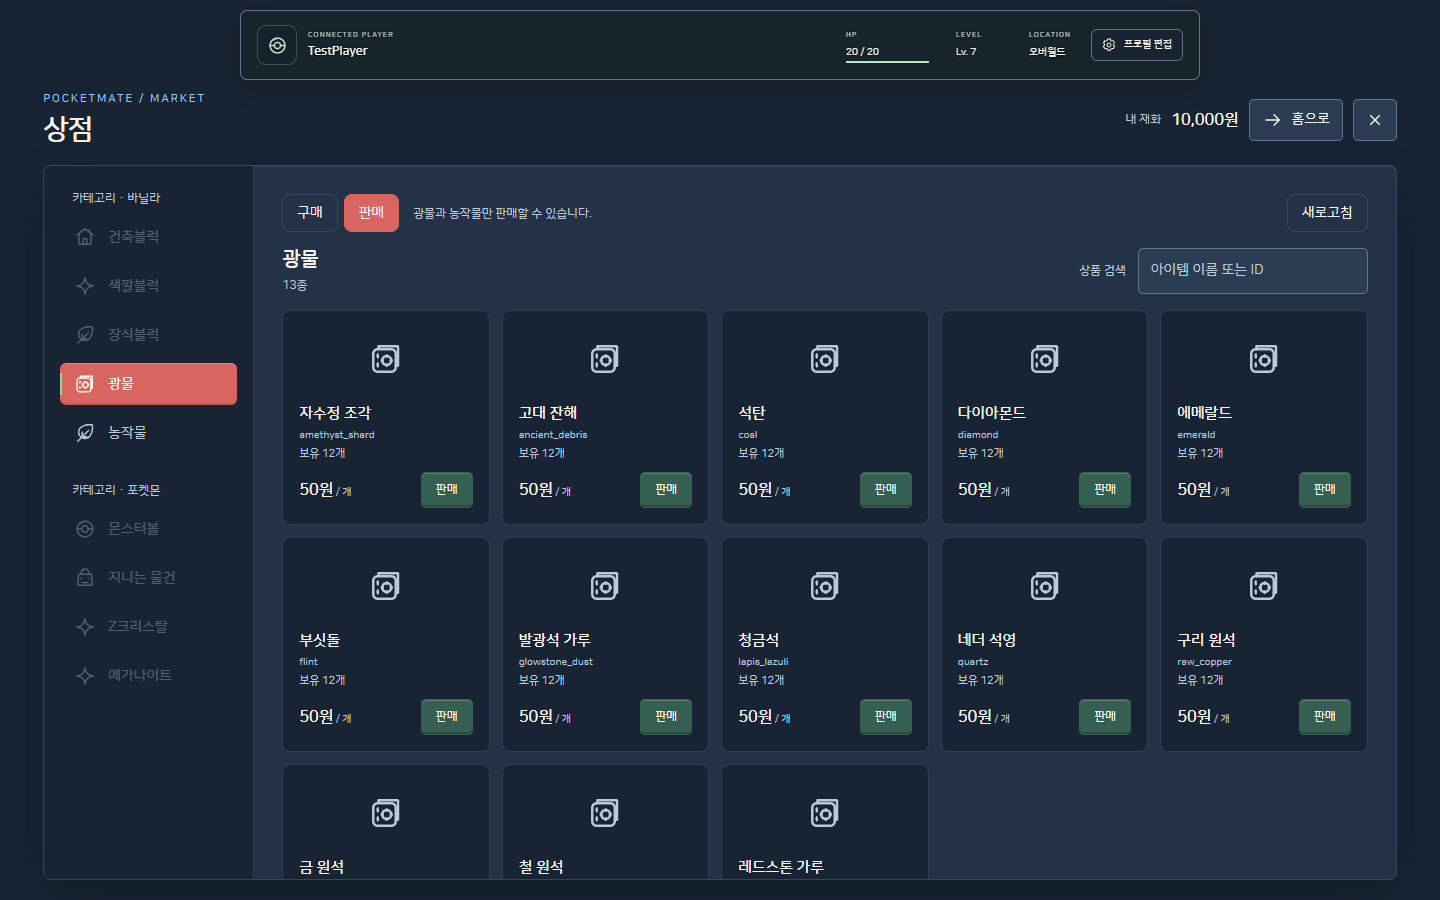 CONNECTED PLAYER
TestPlayer
HP
20 / 20
LEVEL
Lv. 7
LOCATION
오버월드
프로필 편집
POCKETMATE / MARKET
상점
내 재화 10,000원
홈으로
카테고리 · 바닐라
건축블럭
색깔블럭
장식블럭
광물
농작물
카테고리 · 포켓몬
몬스터볼
지니는 물건
Z크리스탈
메가나이트
구매
판매
광물과 농작물만 판매할 수 있습니다.
새로고침
광물
13종
상품 검색
아이템 이름 또는 ID
자수정 조각
amethyst_shard
보유 12개
50원 / 개
판매
고대 잔해
ancient_debris
보유 12개
50원 / 개
판매
석탄
coal
보유 12개
50원 / 개
판매
다이아몬드
diamond
보유 12개
50원 / 개
판매
에메랄드
emerald
보유 12개
50원 / 개
판매
부싯돌
flint
보유 12개
50원 / 개
판매
발광석 가루
glowstone_dust
보유 12개
50원 / 개
판매
청금석
lapis_lazuli
보유 12개
50원 / 개
판매
네더 석영
quartz
보유 12개
50원 / 개
판매
구리 원석
raw_copper
보유 12개
50원 / 개
판매
금 원석
철 원석
레드스톤 가루